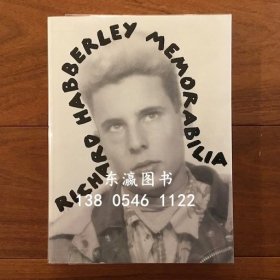 RICHARD HABBERLEY MEMORABILIA
东瀛图书
138 0546 1122